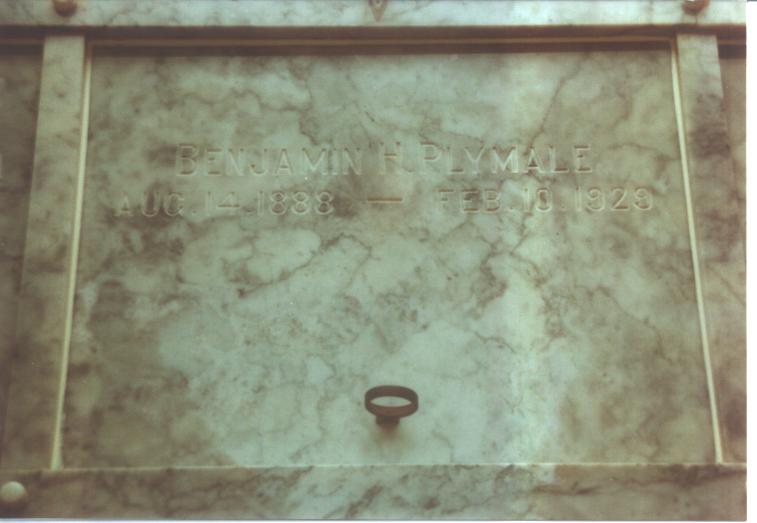 BENJAMIN H. PLYMALE
AUG. 14. 1888 — FEB. 10. 1929